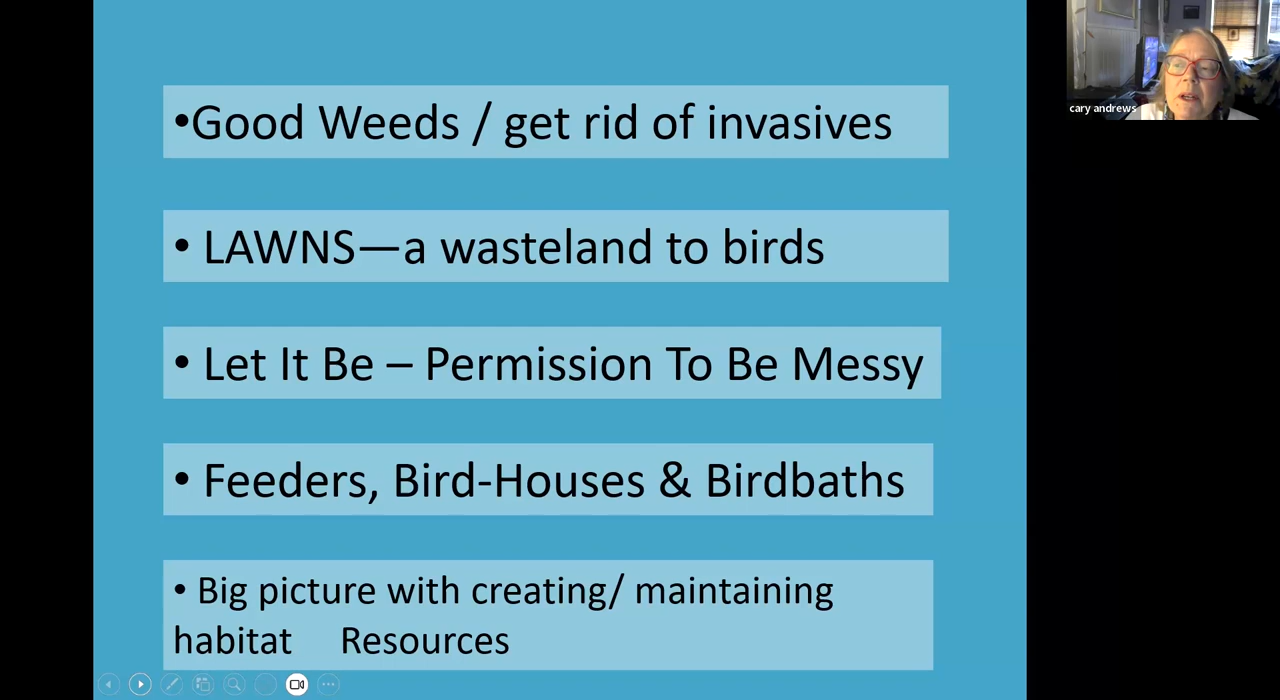 •Good Weeds / get rid of invasives
• LAWNS—a wasteland to birds
• Let It Be – Permission To Be Messy
• Feeders, Bird-Houses & Birdbaths
• Big picture with creating/ maintaining
habitat Resources
cary andrews